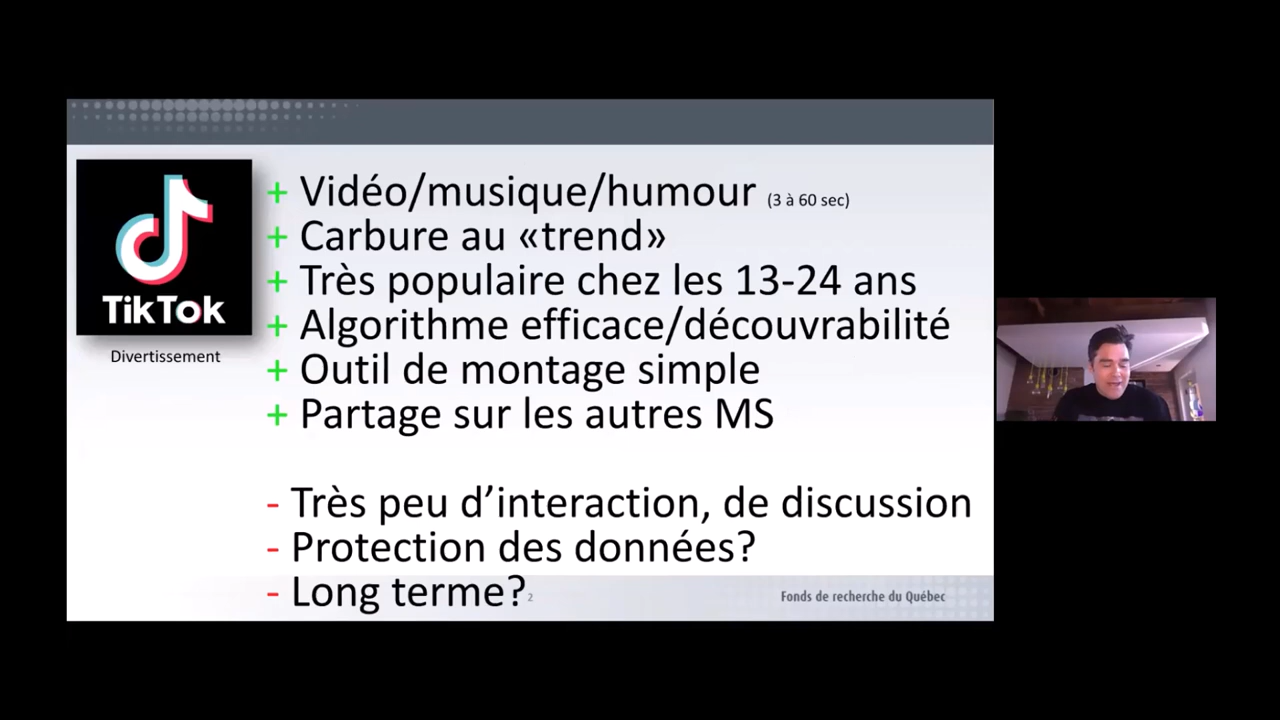 TikTok
Divertissement
+ Vidéo/musique/humour (3 à 60 sec)
+ Carbure au «trend»
+ Très populaire chez les 13-24 ans
+ Algorithme efficace/découvrabilité
+ Outil de montage simple
+ Partage sur les autres MS
- Très peu d’interaction, de discussion
- Protection des données?
- Long terme?
2
Fonds de recherche du Québec